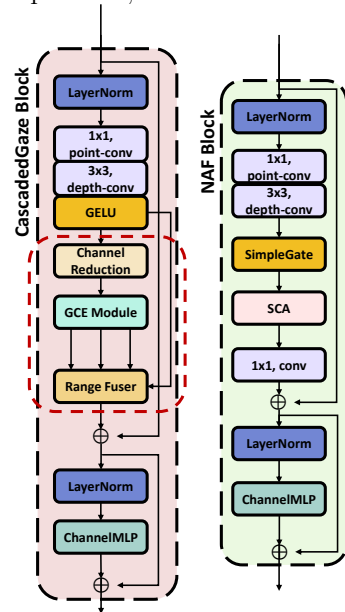 CascadedGaze Block
LayerNorm
1x1,
point-conv
3x3,
depth-conv
GELU
Channel
Reduction
GCE Module
Range Fuser
LayerNorm
ChannelMLP
NAF Block
LayerNorm
1x1,
point-conv
3x3,
depth-conv
SimpleGate
SCA
1x1, conv
LayerNorm
ChannelMLP